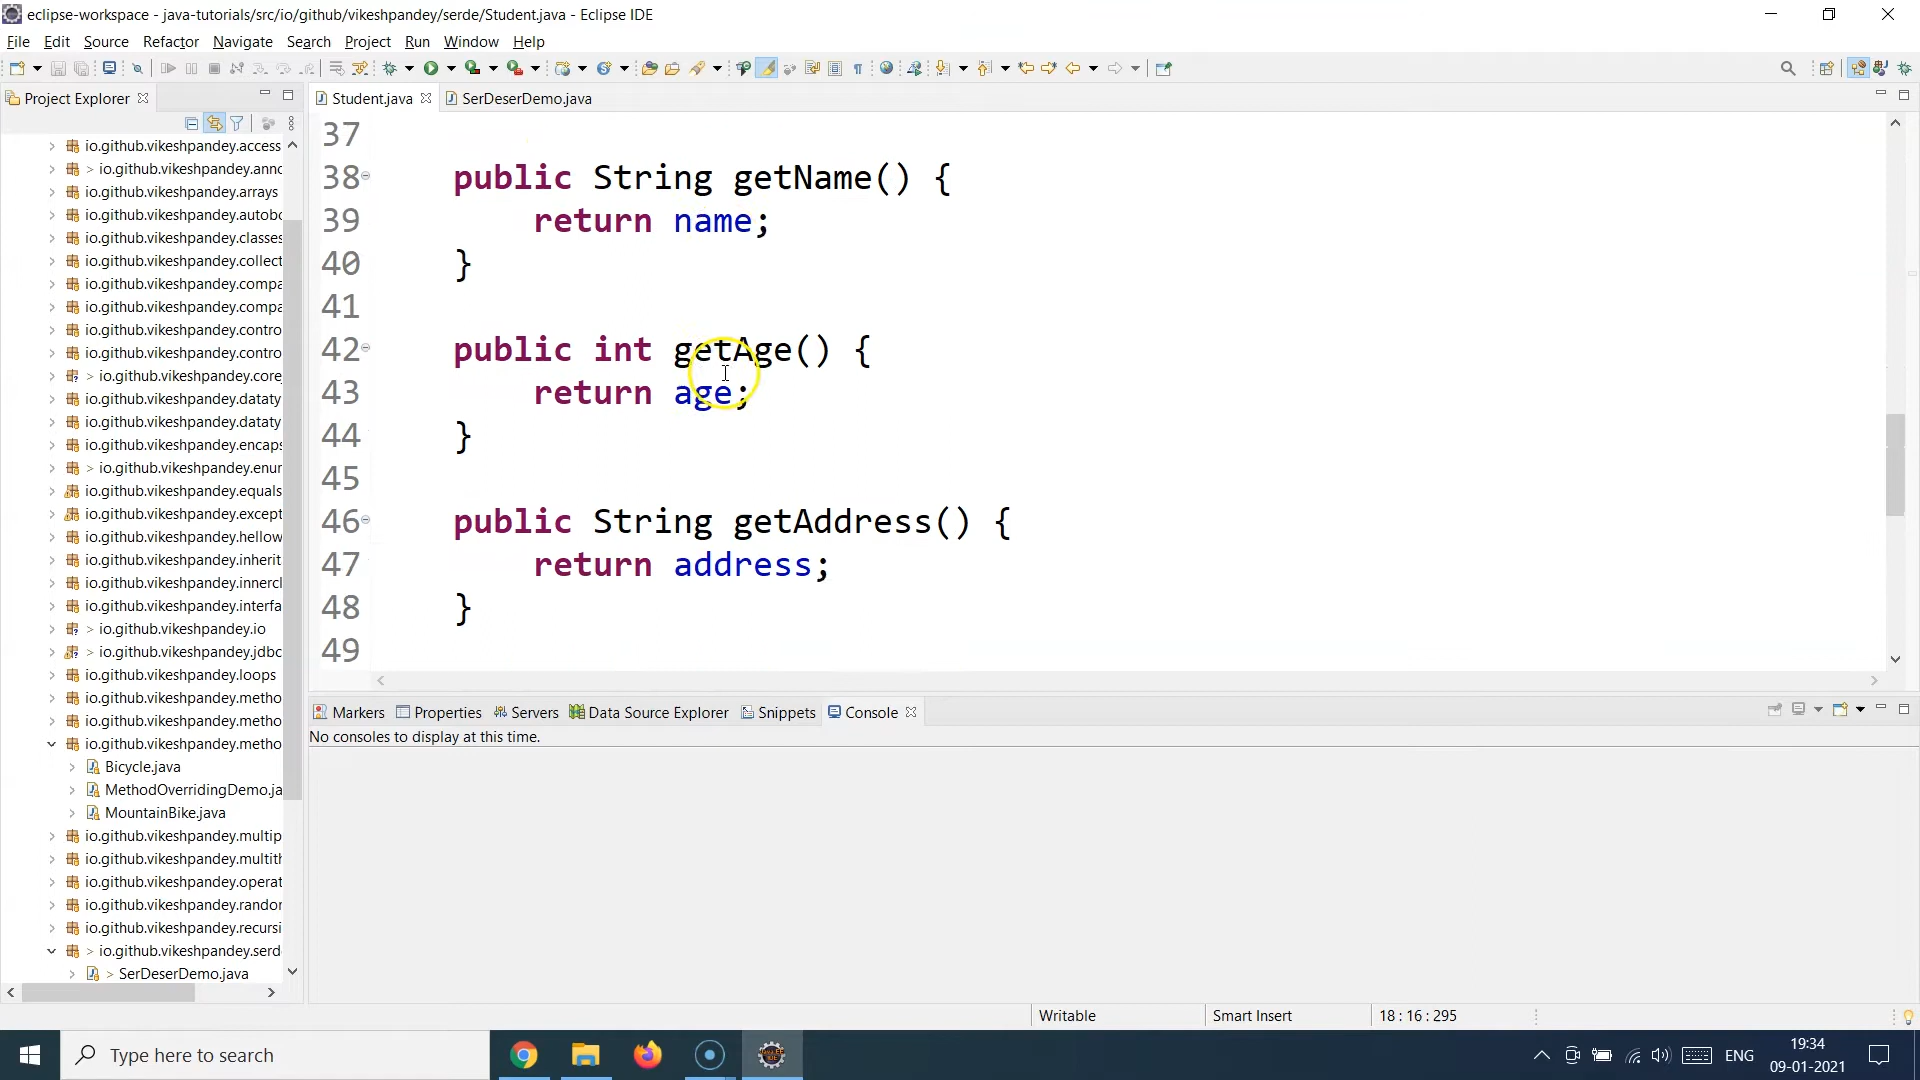 eclipse-workspace - java-tutorials/src/io/github/vikeshpandey/serde/Student.java - Eclipse IDE
File Edit Source Refactor Navigate Search Project Run Window Help
Project Explorer
Student.java
SerDeserDemo.java
io.github.vikeshpandey.access
> io.github.vikeshpandey.anno
io.github.vikeshpandey.arrays
io.github.vikeshpandey.autobo
io.github.vikeshpandey.classes
io.github.vikeshpandey.collect
io.github.vikeshpandey.compa
io.github.vikeshpandey.compa
io.github.vikeshpandey.contro
io.github.vikeshpandey.contro
> io.github.vikeshpandey.core
io.github.vikeshpandey.dataty
io.github.vikeshpandey.dataty
io.github.vikeshpandey.encaps
> io.github.vikeshpandey.enur
io.github.vikeshpandey.equals
io.github.vikeshpandey.except
io.github.vikeshpandey.hellow
io.github.vikeshpandey.inherit
io.github.vikeshpandey.innercl
io.github.vikeshpandey.interfa
> io.github.vikeshpandey.io
> io.github.vikeshpandey.jdbc
io.github.vikeshpandey.loops
io.github.vikeshpandey.metho
io.github.vikeshpandey.metho
io.github.vikeshpandey.metho
Bicycle.java
MethodOverridingDemo.ja
MountainBike.java
io.github.vikeshpandey.multip
io.github.vikeshpandey.multith
io.github.vikeshpandey.operat
io.github.vikeshpandey.randor
io.github.vikeshpandey.recursi
> io.github.vikeshpandey.serd
> SerDeserDemo.java
37
38 public String getName() {
39 return name;
40 }
41
42 public int getAge() {
43 return age;
44 }
45
46 public String getAddress() {
47 return address;
48 }
49
Markers Properties Servers Data Source Explorer Snippets Console
No consoles to display at this time.
Writable Smart Insert 18 : 16 : 295
Type here to search
ENG
19:34
09-01-2021